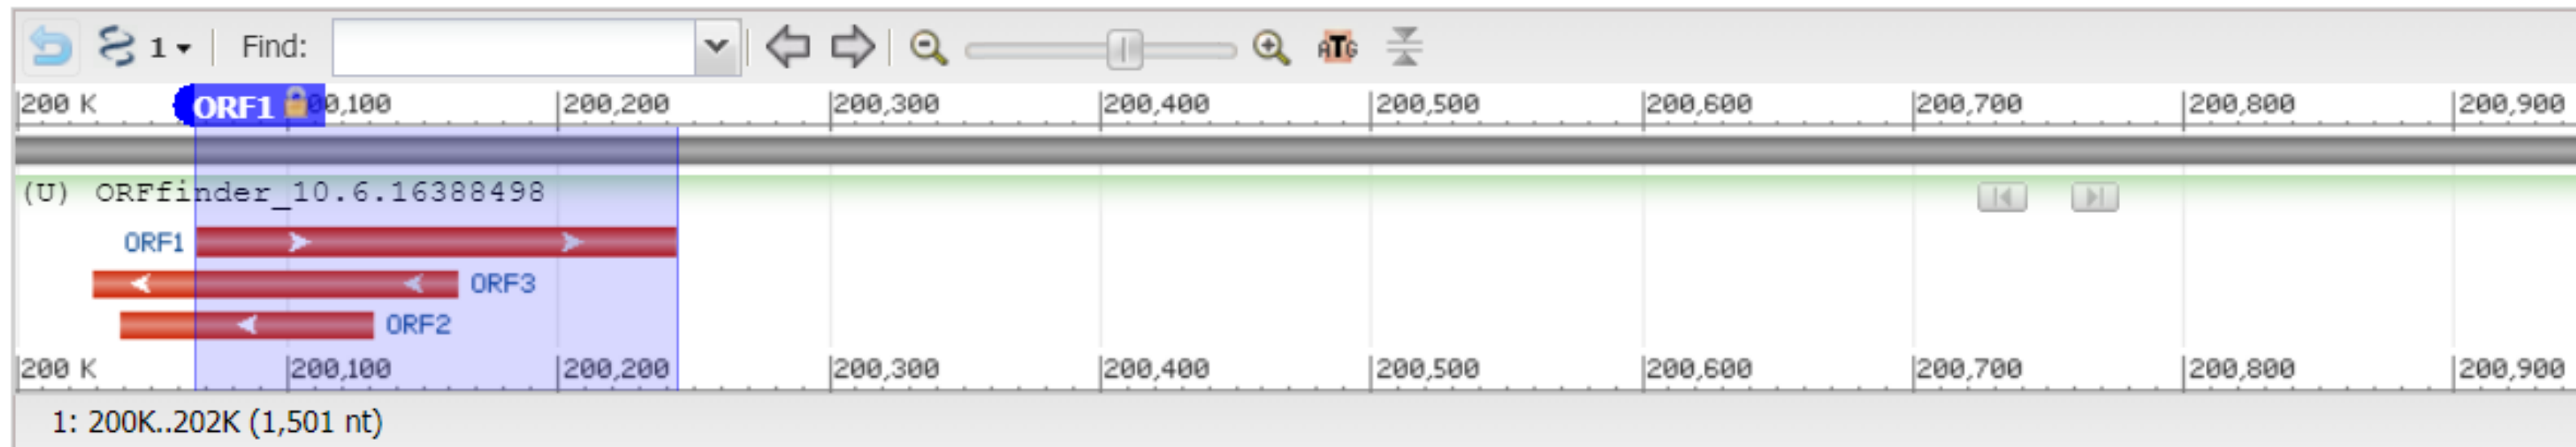 1 Find: ATG
200 K ORF1 00,100 200,200 200,300 200,400 200,500 200,600 200,700 200,800 200,900
(U) ORFfinder_10.6.16388498
ORF1
ORF3
ORF2
200 K 200,100 200,200 200,300 200,400 200,500 200,600 200,700 200,800 200,900
1: 200K..202K (1,501 nt)